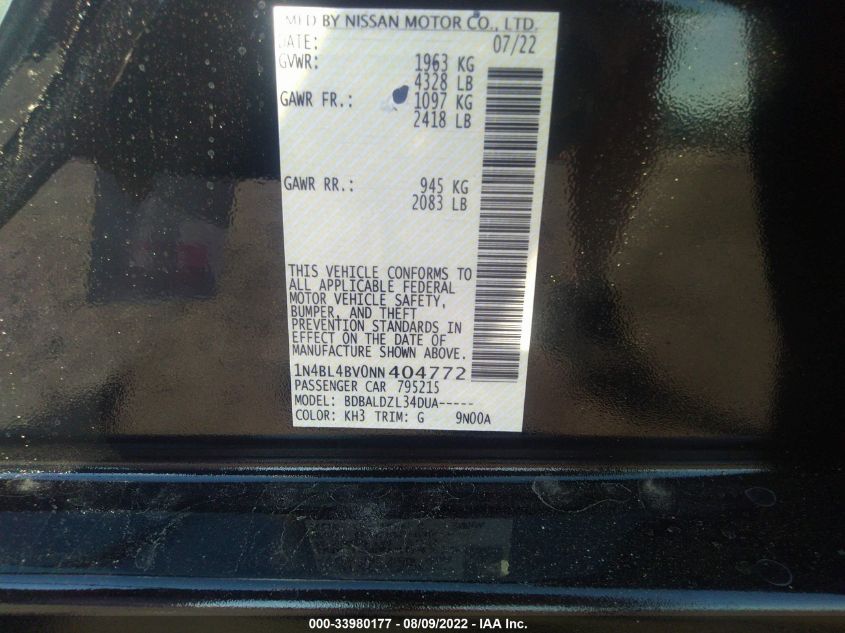 MFD BY NISSAN MOTOR CO., LTD.
DATE: 07/22
GVWR: 1963 KG
4328 LB
GAWR FR.: 1097 KG
2418 LB
GAWR RR.: 945 KG
2083 LB
THIS VEHICLE CONFORMS TO
ALL APPLICABLE FEDERAL
MOTOR VEHICLE SAFETY,
BUMPER, AND THEFT
PREVENTION STANDARDS IN
EFFECT ON THE DATE OF
MANUFACTURE SHOWN ABOVE.
1N4BL4BV0NN404772
PASSENGER CAR 795215
MODEL: BDBALDZL34DUA-----
COLOR: KH3 TRIM: G 9N00A
000-33980177 - 08/09/2022 - IAA Inc.